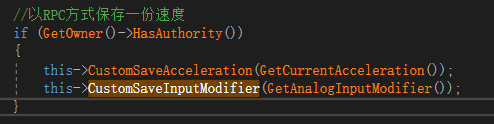 //以RPC方式保存一份速度
if (GetOwner()->HasAuthority())
{
this->CustomSaveAcceleration(GetCurrentAcceleration());
this->CustomSaveInputModifier(GetAnalogInputModifier());
}